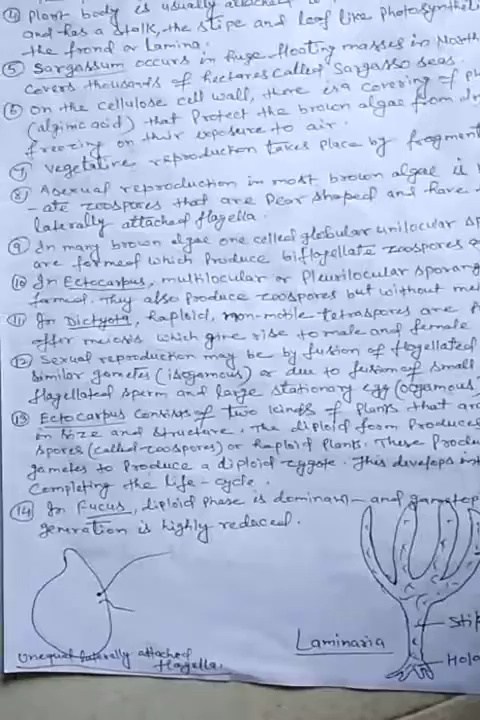 ④ Plant body is usually attached
and has a stalk, the stipe and leaf like Photosyntheti
the frond or Lamina.
⑤ Sargassum occurs in huge floating masses in North
covers thousands of hectares called Sargasso seas.
⑥ On the cellulose cell wall, there is a covering of
(alginic acid) that Protect the brown algae from
freezing on their exposure to air.
⑦ Vegetative reproduction takes place by fragment
⑧ Asexual reproduction in most brown algae is
-ate zoospores that are Pear shaped and have
laterally attached flagella.
⑨ In many brown algae one celled globular unilocular
are formed which Produce biflagellate zoospores
⑩ In Ectocarpus, multilocular or Pleurilocular sporang
formed. They also Produce zoospores but without
⑪ In Dictyota, haploid, non-motile tetraspores are
after meiosis which give rise to male and female
⑫ Sexual reproduction may be by fusion of flagellated
similar gametes (isogamous) or due to fusion of small
flagellated sperm and large stationary egg (oogamous
⑬ Ectocarpus consists of two kinds of Plants that are
in size and structure. The diploid form Produces
spores (called zoospores) or haploid Plants. These Produ
gametes to Produce a diploid zygote. This develops int
Completing the life-cycle.
⑭ In Fucus, diploid phase is dominant and gametop
generation is highly reduced.
Unequal laterally attached
flagella.
Laminaria
Stip
Hold